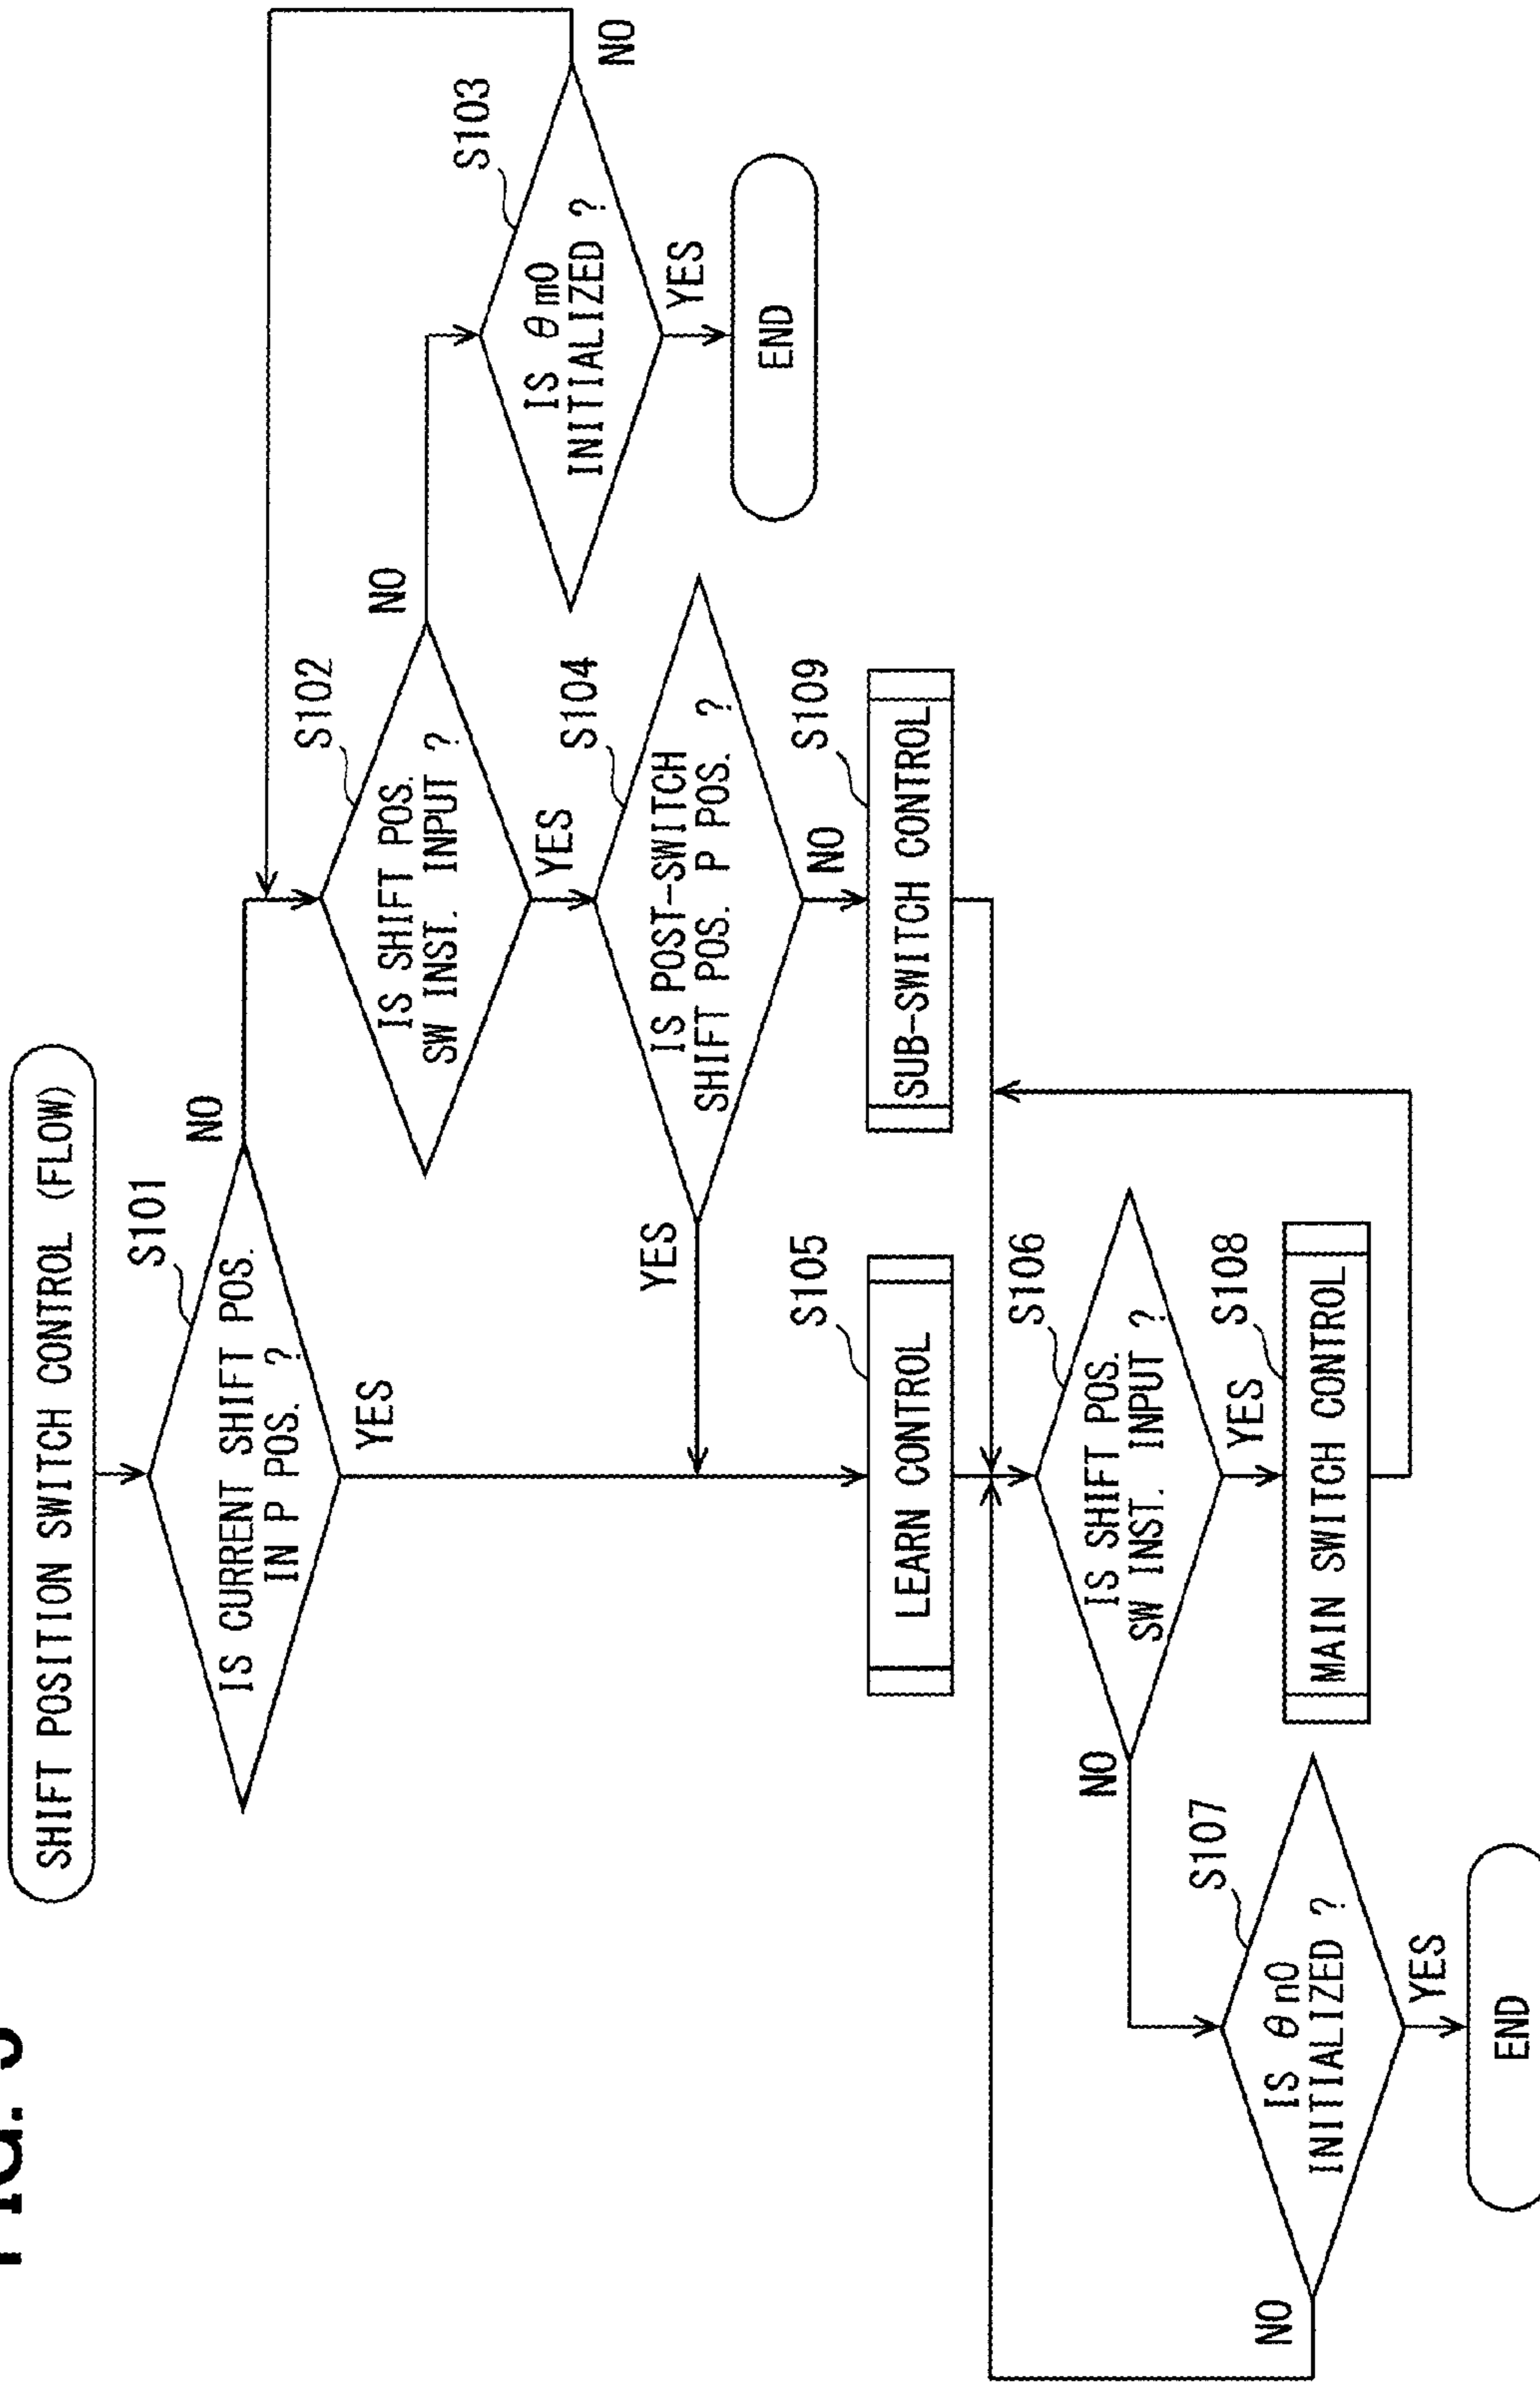 SHIFT POSITION SWITCH CONTROL (FLOW)
S101
IS CURRENT SHIFT POS.
IN P POS. ?
NO
YES
S102
IS SHIFT POS.
SW INST. INPUT ?
NO
YES
S103
IS θm0
INITIALIZED ?
NO
YES
END
S104
IS POST-SWITCH
SHIFT POS. P POS. ?
YES
NO
S105
LEARN CONTROL
S109
SUB-SWITCH CONTROL
S106
IS SHIFT POS.
SW INST. INPUT ?
NO
YES
S108
MAIN SWITCH CONTROL
S107
IS θn0
INITIALIZED ?
NO
YES
END